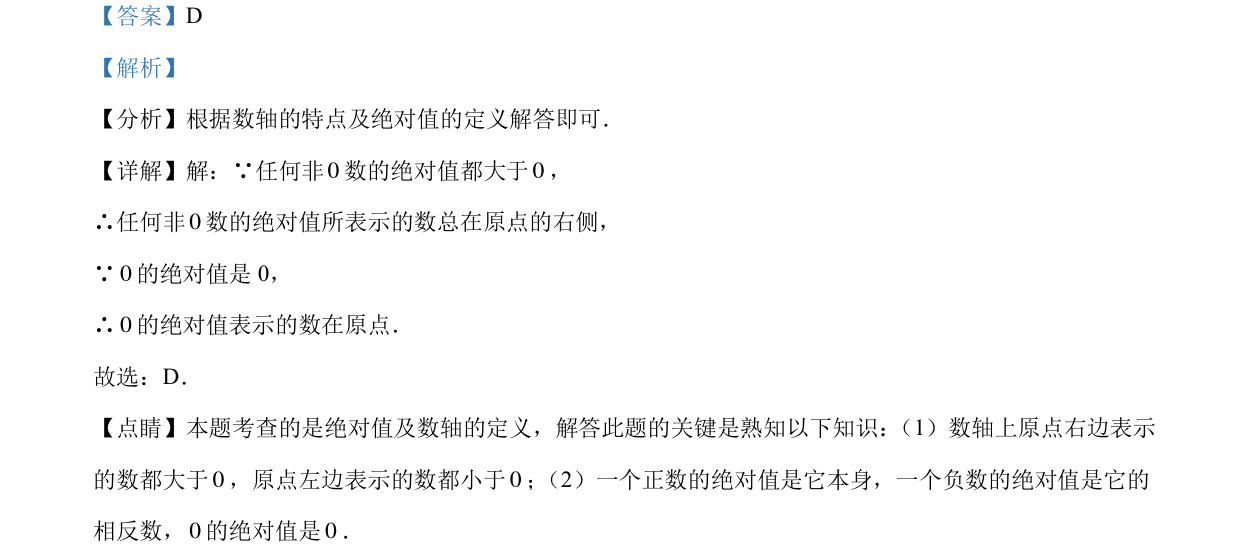 【答案】D
【解析】
【分析】根据数轴的特点及绝对值的定义解答即可．
【详解】解：∵任何非0数的绝对值都大于0，
∴任何非0数的绝对值所表示的数总在原点的右侧，
∵0的绝对值是0，
∴0的绝对值表示的数在原点．
故选：D．
【点睛】本题考查的是绝对值及数轴的定义，解答此题的关键是熟知以下知识：（1）数轴上原点右边表示
的数都大于0，原点左边表示的数都小于0；（2）一个正数的绝对值是它本身，一个负数的绝对值是它的
相反数，0的绝对值是0．